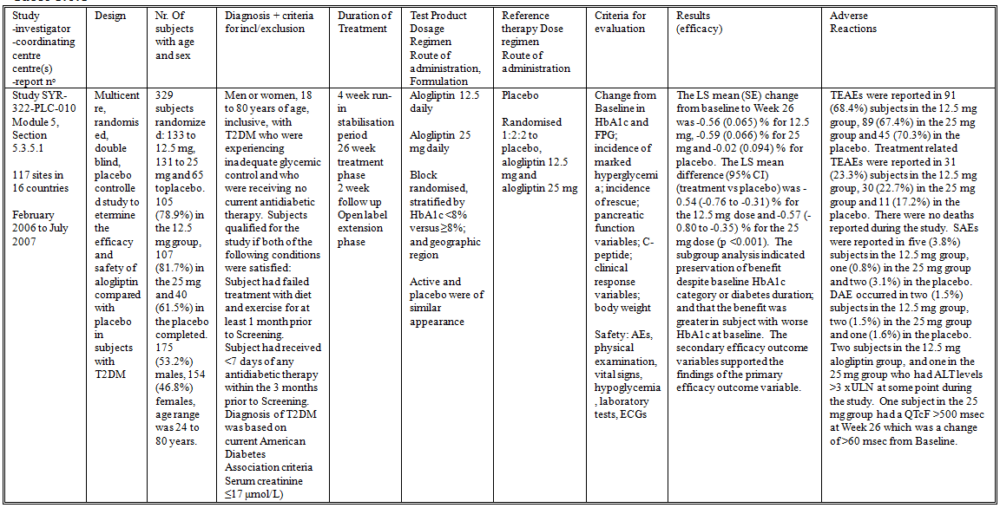 Study
-investigator
-coordinating
centre
centre(s)
-report nº
Design
Nr. Of
subjects
with age
and sex
Diagnosis + criteria
for incl/exclusion
Duration of
Treatment
Test Product
Dosage
Regimen
Route of
administration,
Formulation
Reference
therapy Dose
regimen
Route of
administration
Criteria for
evaluation
Results
(efficacy)
Adverse
Reactions
Study SYR-
322-PLC-010
Module 5,
Section
5.3.5.1
117 sites in
16 countries
February
2006 to July
2007
Multicent
re,
randomis
ed,
double
blind,
placebo
controlle
d study to
etermine
the
efficacy
and
safety of
alogliptin
compared
with
placebo
in
subjects
with
T2DM
329
subjects
randomize
d: 133 to
12.5 mg,
131 to 25
mg and 65
toplacebo.
105
(78.9%) in
the 12.5
mg group,
107
(81.7%) in
the 25 mg
and 40
(61.5%) in
the placebo
completed.
175
(53.2%)
males, 154
(46.8%)
females,
age range
was 24 to
80 years.
Men or women, 18
to 80 years of age,
inclusive, with
T2DM who were
experiencing
inadequate glycemic
control and who
were receiving no
current antidiabetic
therapy. Subjects
qualified for the
study if both of the
following conditions
were satisfied:
Subject had failed
treatment with diet
and exercise for at
least 1 month prior
to Screening.
Subject had received
<7 days of any
antidiabetic therapy
within the 3 months
prior to Screening.
Diagnosis of T2DM
was based on
current American
Diabetes
Association criteria
Serum creatinine
≤17 µmol/L)
4 week run-
in
stabilisation
period
26 week
treatment
phase
2 week
follow up
Open label
extension
phase
Alogliptin 12.5
daily
Alogliptin 25
mg daily
Block
randomised,
stratified by
HbA1c <8%
versus ≥8%;
and geographic
region
Active and
placebo were of
similar
appearance
Placebo
Randomised
1:2:2 to
placebo,
alogliptin 12.5
mg and
alogliptin 25 mg
Change from
Baseline in
HbA1c and
FPG;
incidence of
marked
hyperglycemi
a; incidence
of rescue;
pancreatic
function
variables; C-
peptide;
clinical
response
variables;
body weight
Safety: AEs,
physical
examination,
vital signs,
hypoglycemia
, laboratory
tests, ECGs
The LS mean (SE) change
from baseline to Week 26
was -0.56 (0.065) % for 12.5
mg, -0.59 (0.066) % for 25
mg and -0.02 (0.094) % for
placebo. The LS mean
difference (95% CI)
(treatment vs placebo) was -
0.54 (-0.76 to -0.31) % for
the 12.5 mg dose and -0.57 (-
0.80 to -0.35) % for the 25
mg dose (p <0.001). The
subgroup analysis indicated
preservation of benefit
despite baseline HbA1c
category or diabetes duration;
and that the benefit was
greater in subject with worse
HbA1c at baseline. The
secondary efficacy outcome
variables supported the
findings of the primary
efficacy outcome variable.
TEAEs were reported in 91
(68.4%) subjects in the 12.5 mg
group, 89 (67.4%) in the 25 mg
group and 45 (70.3%) in the
placebo. Treatment related
TEAEs were reported in 31
(23.3%) subjects in the 12.5 mg
group, 30 (22.7%) in the 25 mg
and 11 (17.2%) in the
placebo. There were no deaths
reported during the study. SAEs
were reported in five (3.8%)
subjects in the 12.5 mg group,
one (0.8%) in the 25 mg group
and two (3.1%) in the placebo.
DAE occurred in two (1.5%)
subjects in the 12.5 mg group,
two (1.5%) in the 25 mg group
and one (1.6%) in the placebo.
Two subjects in the 12.5 mg
alogliptin group, and one in the
25 mg group who had ALT levels
>3 xULN at some point during
the study. One subject in the 25
mg group had a QTcF >500 msec
at Week 26 which was a change
of >60 msec from Baseline.